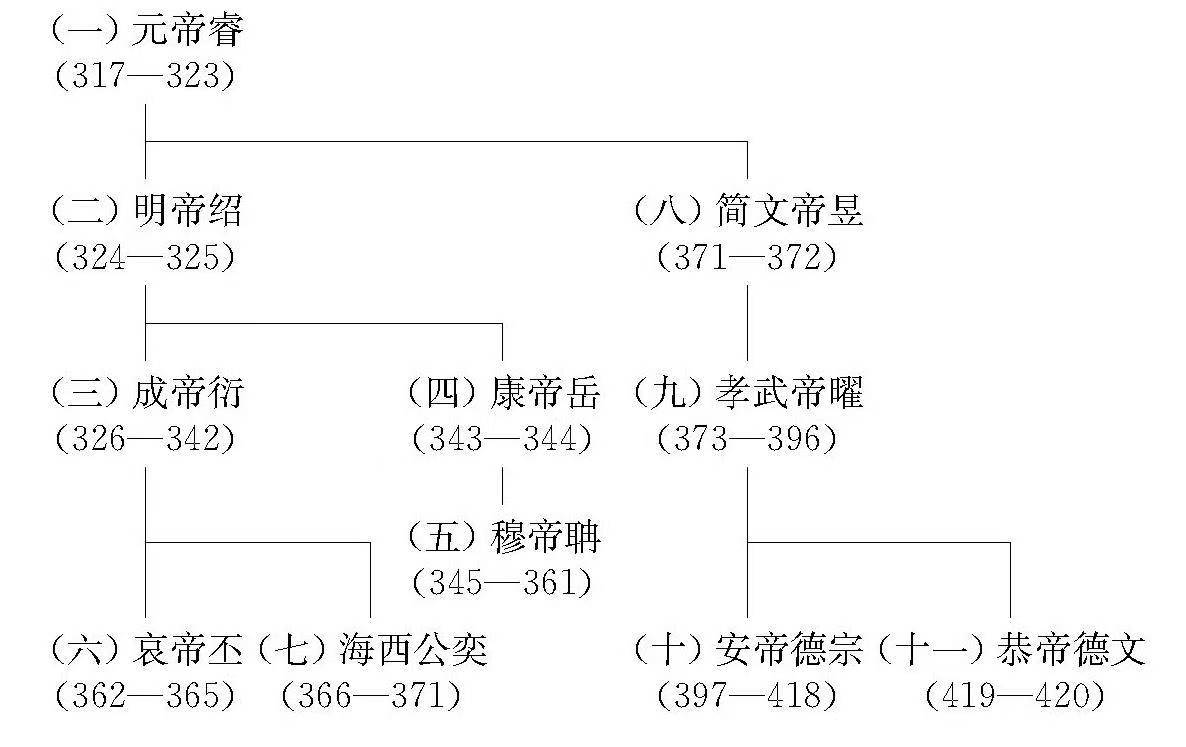 (一)元帝睿
(317—323)
(二)明帝绍
(324—325)
(八)简文帝昱
(371—372)
(三)成帝衍
(326—342)
(四)康帝岳
(343—344)
(九)孝武帝曜
(373—396)
(五)穆帝聃
(345—361)
(六)哀帝丕
(362—365)
(七)海西公奕
(366—371)
(十)安帝德宗
(397—418)
(十一)恭帝德文
(419—420)